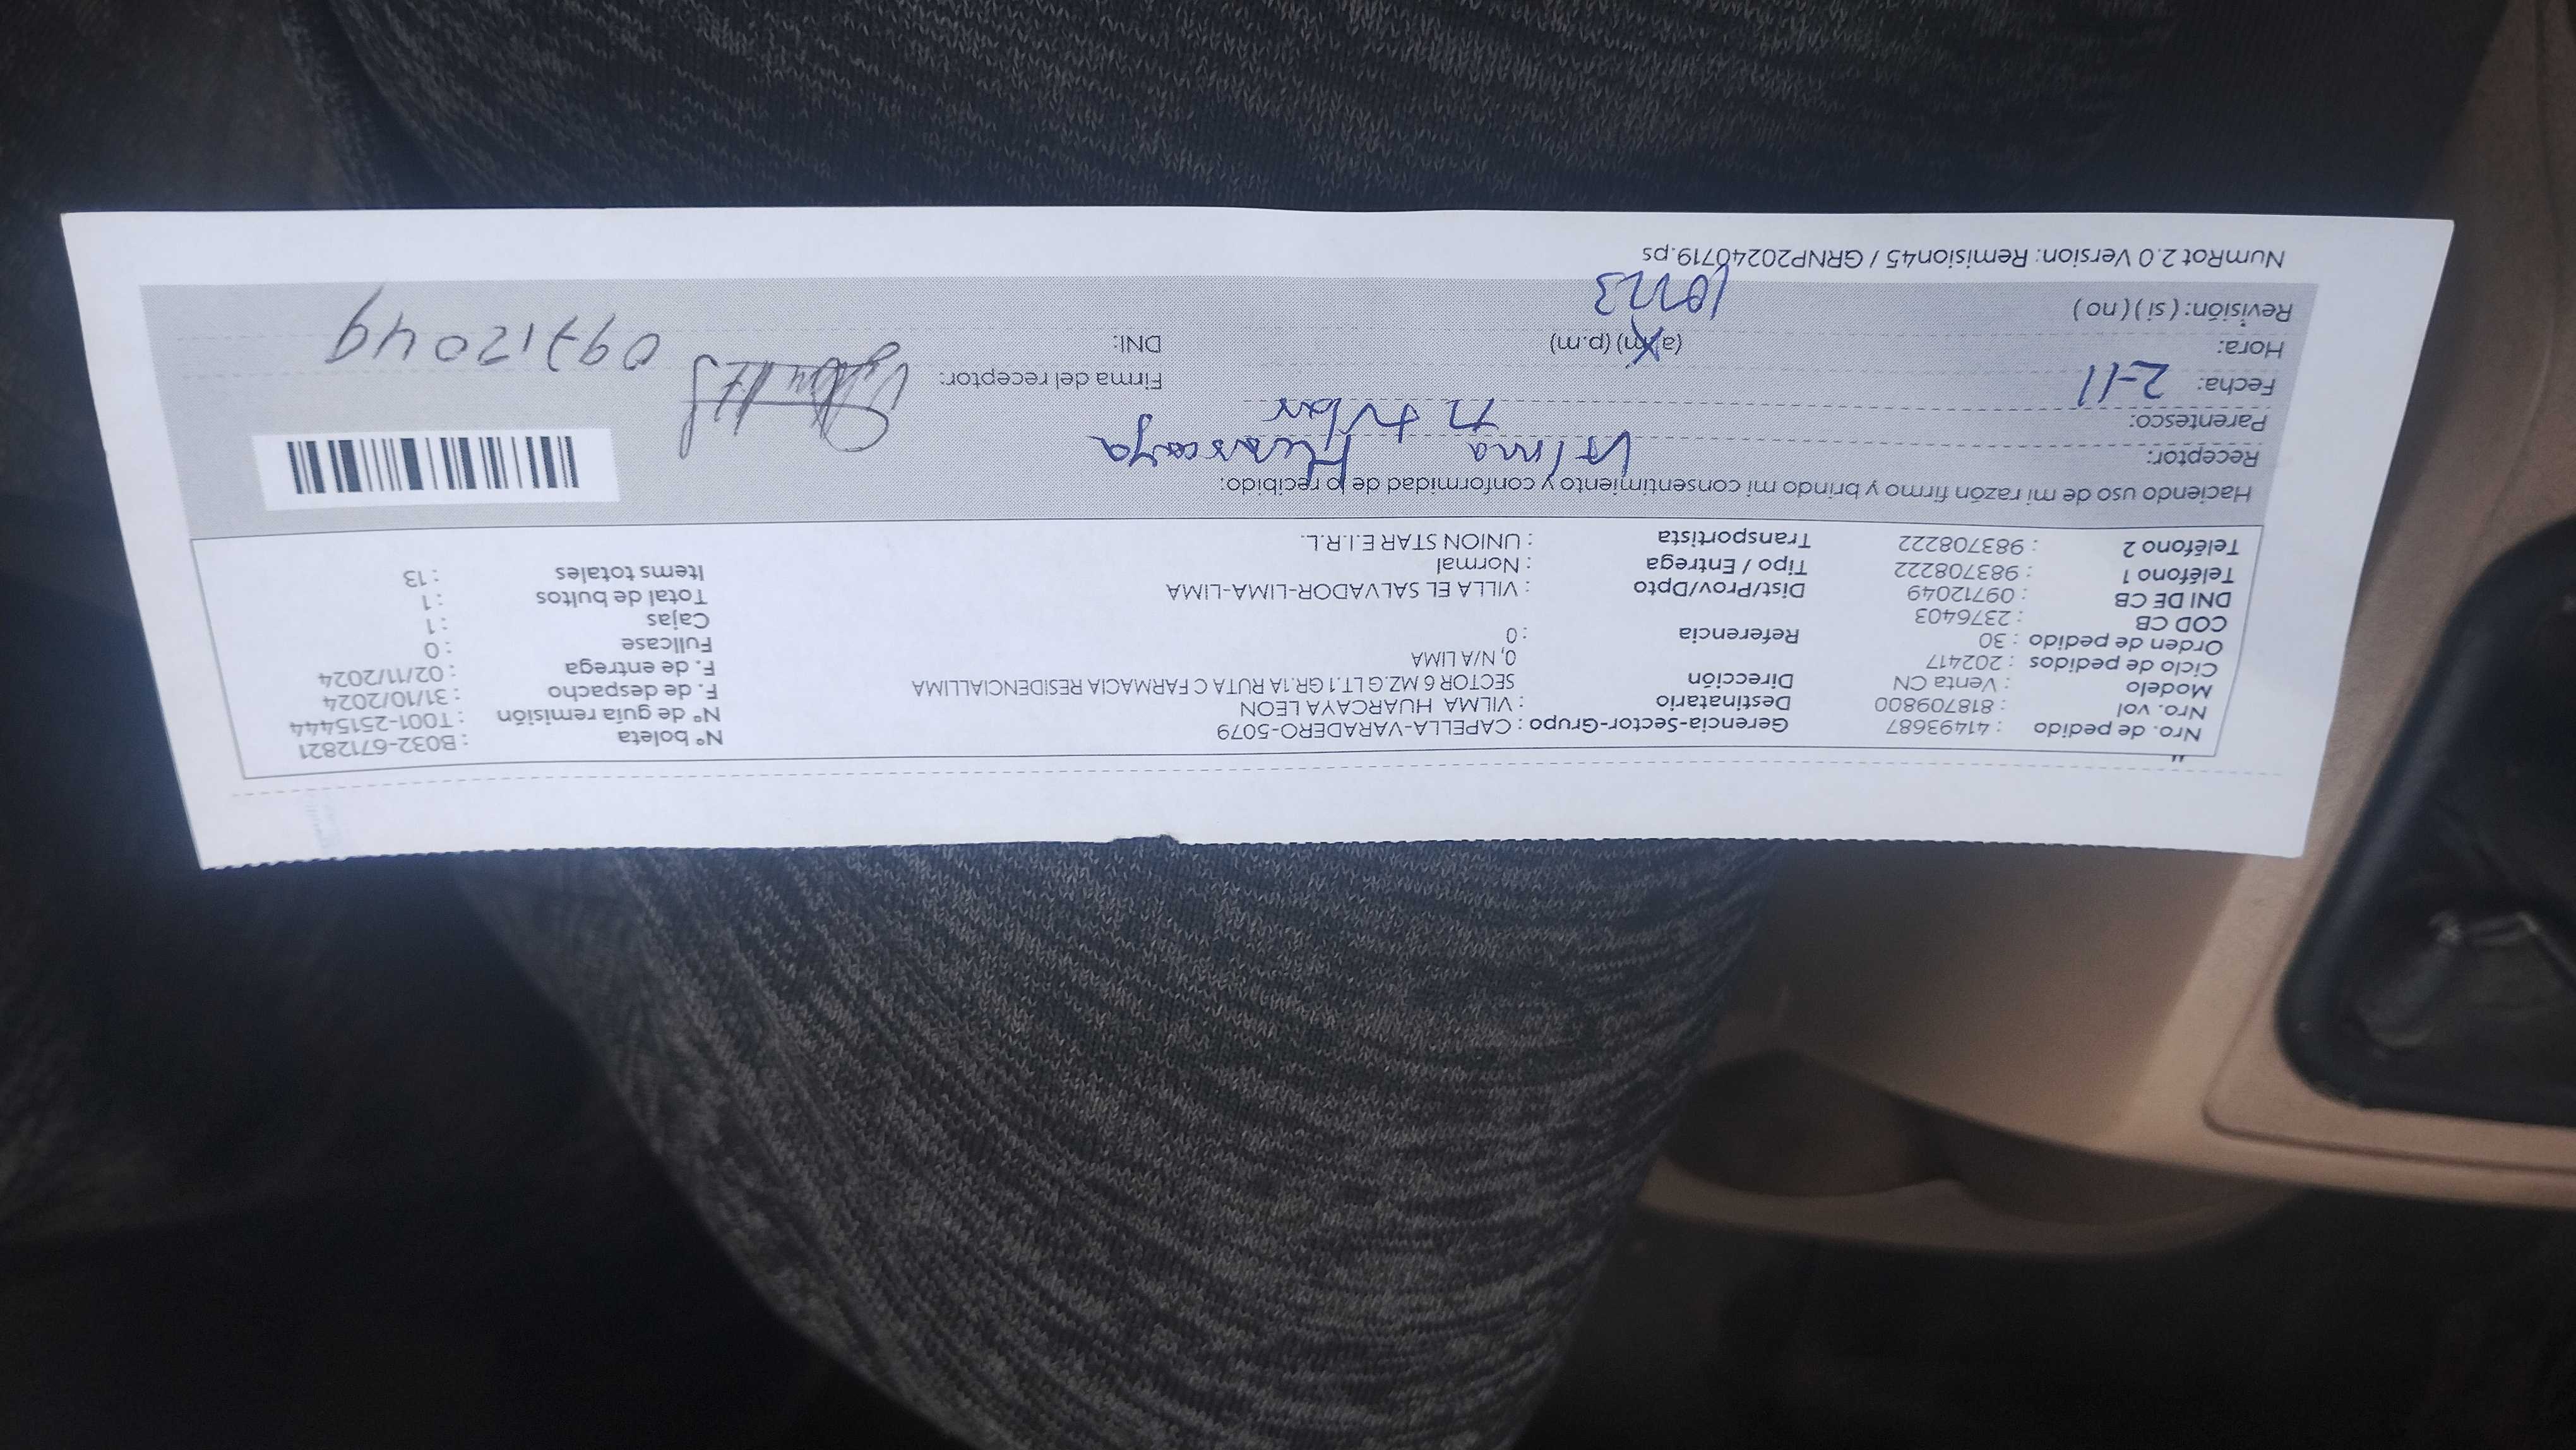 Nro. de pedido : 41493687 Gerencia-Sector-Grupo : CAPELLA-VARADERO-5079 N° boleta : B032-6712821
Nro. vol : 818709800 Destinatario : VILMA HUARCAYA LEON N° de guía remisión : T001-2515444
Modelo : Venta CN Dirección SECTOR 6 MZ.G LT.1 GR.1A RUTA C FARMACIA RESIDENCIALLIMA F. de despacho : 31/10/2024
Ciclo de pedidos : 202417 0, N/A LIMA F. de entrega : 02/11/2024
Orden de pedido : 30 Referencia : 0 Fullcase : 0
COD CB : 2376403 Cajas : 1
DNI DE CB : 09712049 Dist/Prov/Dpto : VILLA EL SALVADOR-LIMA-LIMA Total de bultos : 1
Teléfono 1 : 983708222 Tipo / Entrega : Normal Items totales : 13
Teléfono 2 : 983708222 Transportista : UNION STAR E.I.R.L.
Haciendo uso de mi razón firmo y brindo mi consentimiento y conformidad de lo recibido:
Receptor: Vilma Huarcaya
Parentesco:
Fecha: 2-11 Firma del receptor:
Hora: (a.m) (p.m) DNI: 09712049
Revisión: ( si ) ( no )
NumRot 2.0 Version: Remision45 / GRNP20240719.ps